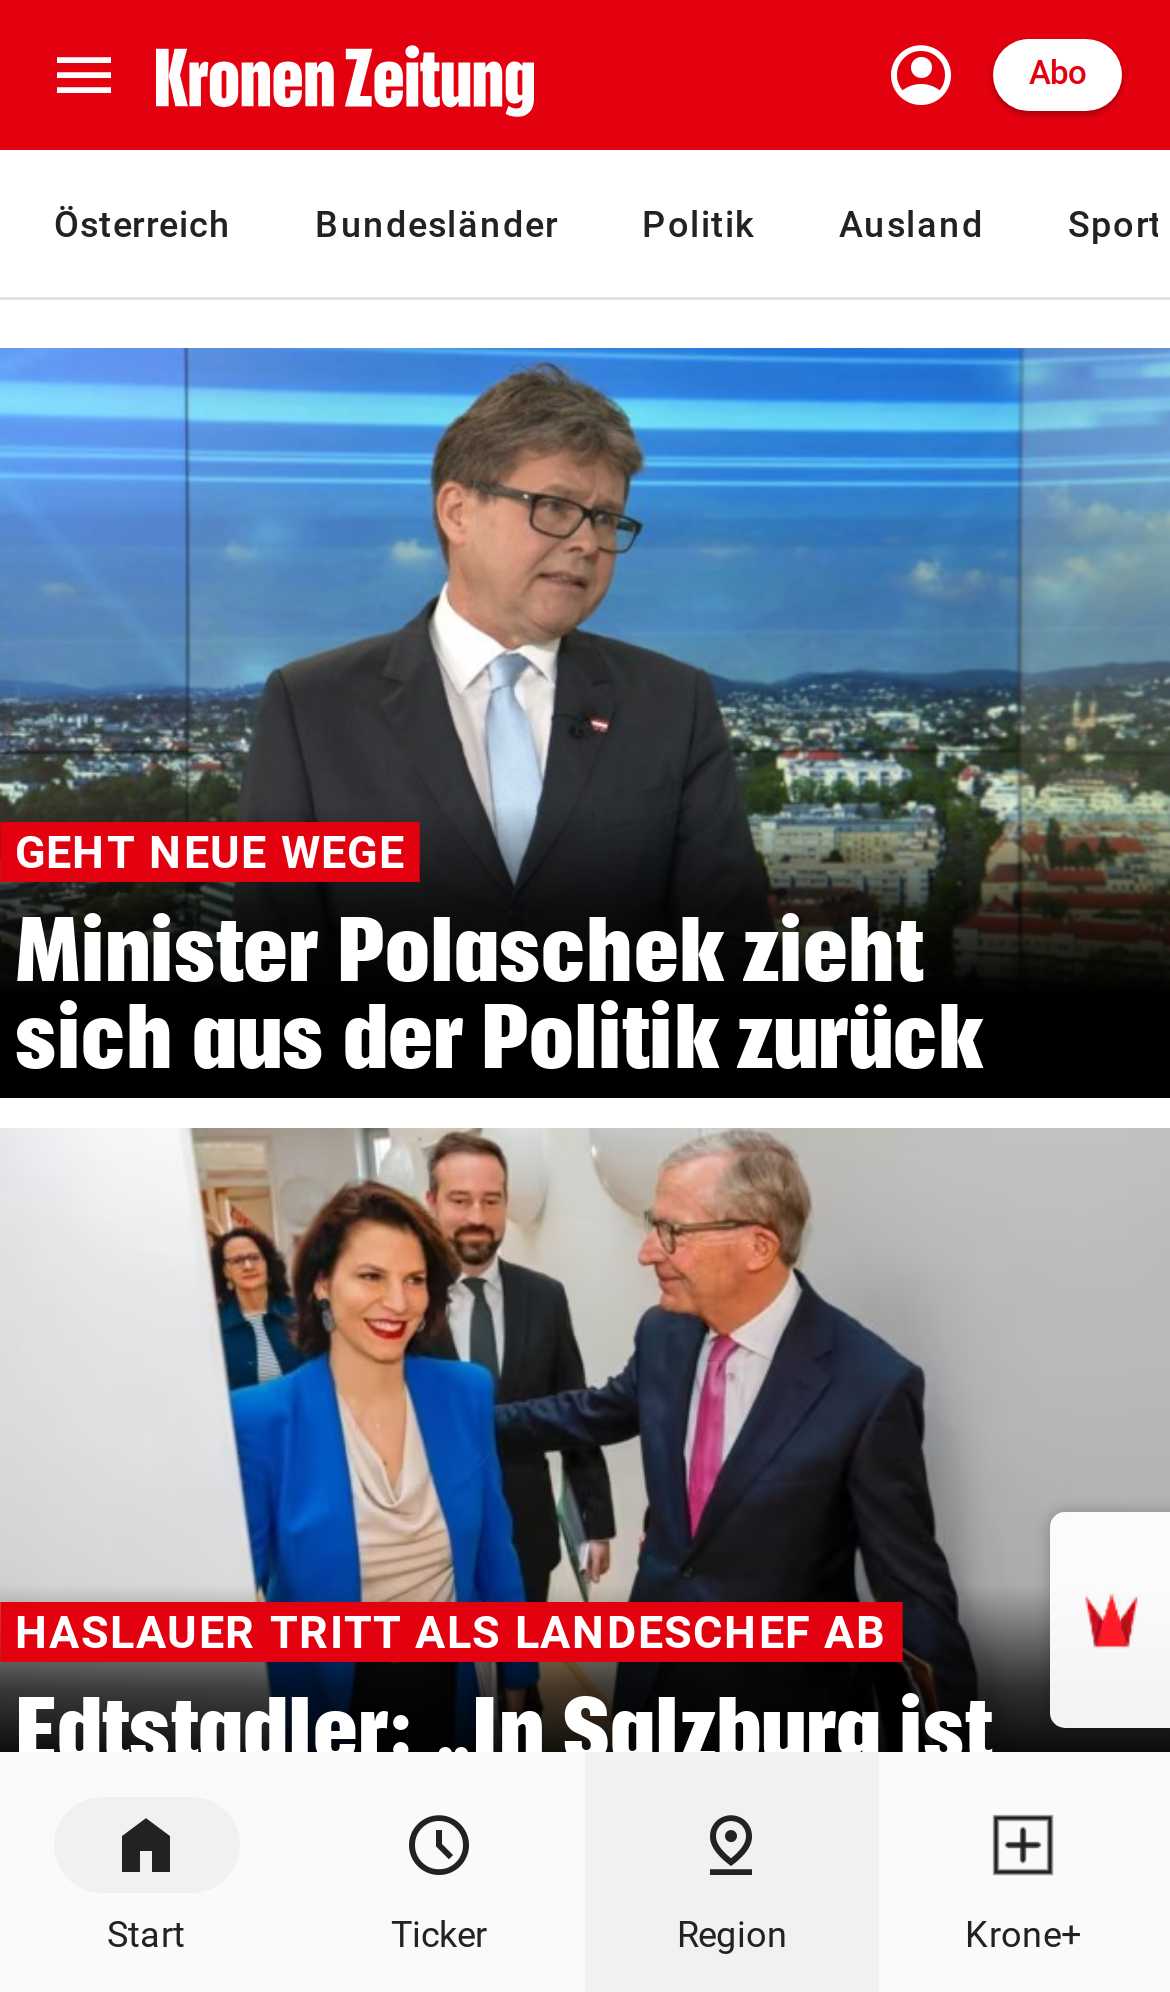 Kronen Zeitung
Abo
Österreich Bundesländer Politik Ausland Sport
GEHT NEUE WEGE
Minister Polaschek zieht
sich aus der Politik zurück
HASLAUER TRITT ALS LANDESCHEF AB
Edtstadler: „In Salzburg ist
Start Ticker Region Krone+